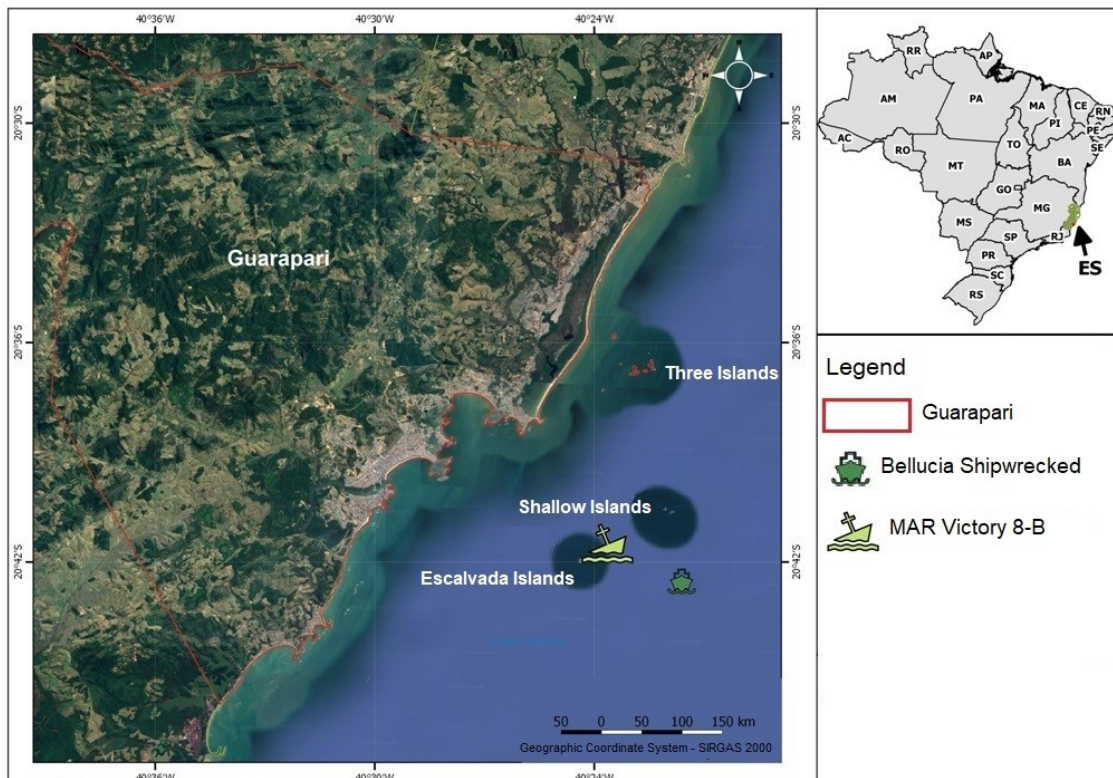 40°36'W 40°30'W 40°24'W
20°30'S 20°30'S
N
E
Guarapari
20°36'S 20°36'S
Three Islands
Shallow Islands
20°42'S 20°42'S
Escalvada Islands
50 0 50 100 150 km
Geographic Coordinate System - SIRGAS 2000
40°36'W 40°30'W 40°24'W
RR AP
AM PA MA CE RN
PI PE
AC TO SE
RO BA
MT
GO
MG
MS SP
RJ
PR ES
SC
RS
Legend
Guarapari
Bellucia Shipwrecked
MAR Victory 8-B